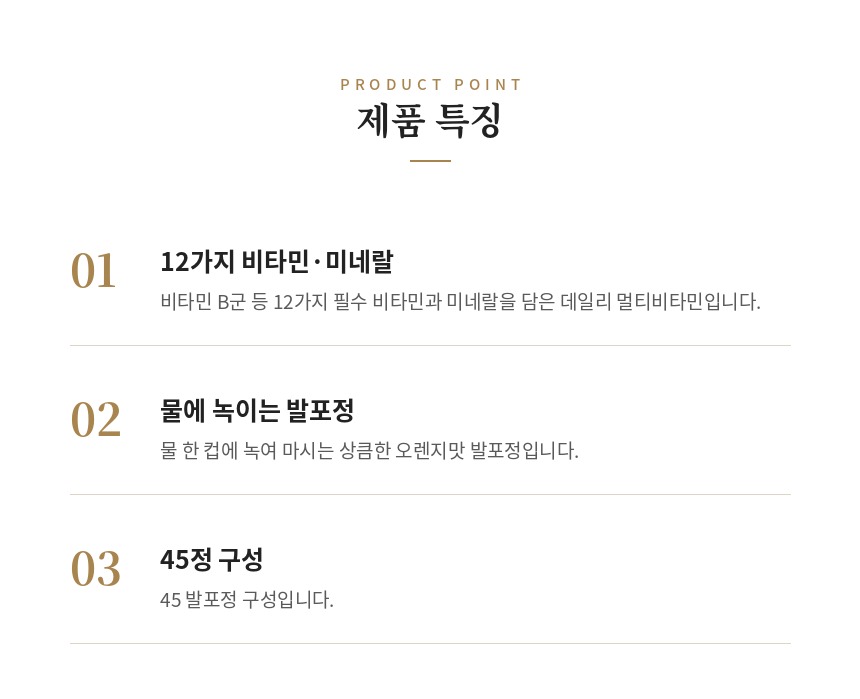 PRODUCT POINT
제품 특징
01
12가지 비타민·미네랄
비타민 B군 등 12가지 필수 비타민과 미네랄을 담은 데일리 멀티비타민입니다.
02
물에 녹이는 발포정
물 한 컵에 녹여 마시는 상큼한 오렌지맛 발포정입니다.
03
45정 구성
45 발포정 구성입니다.